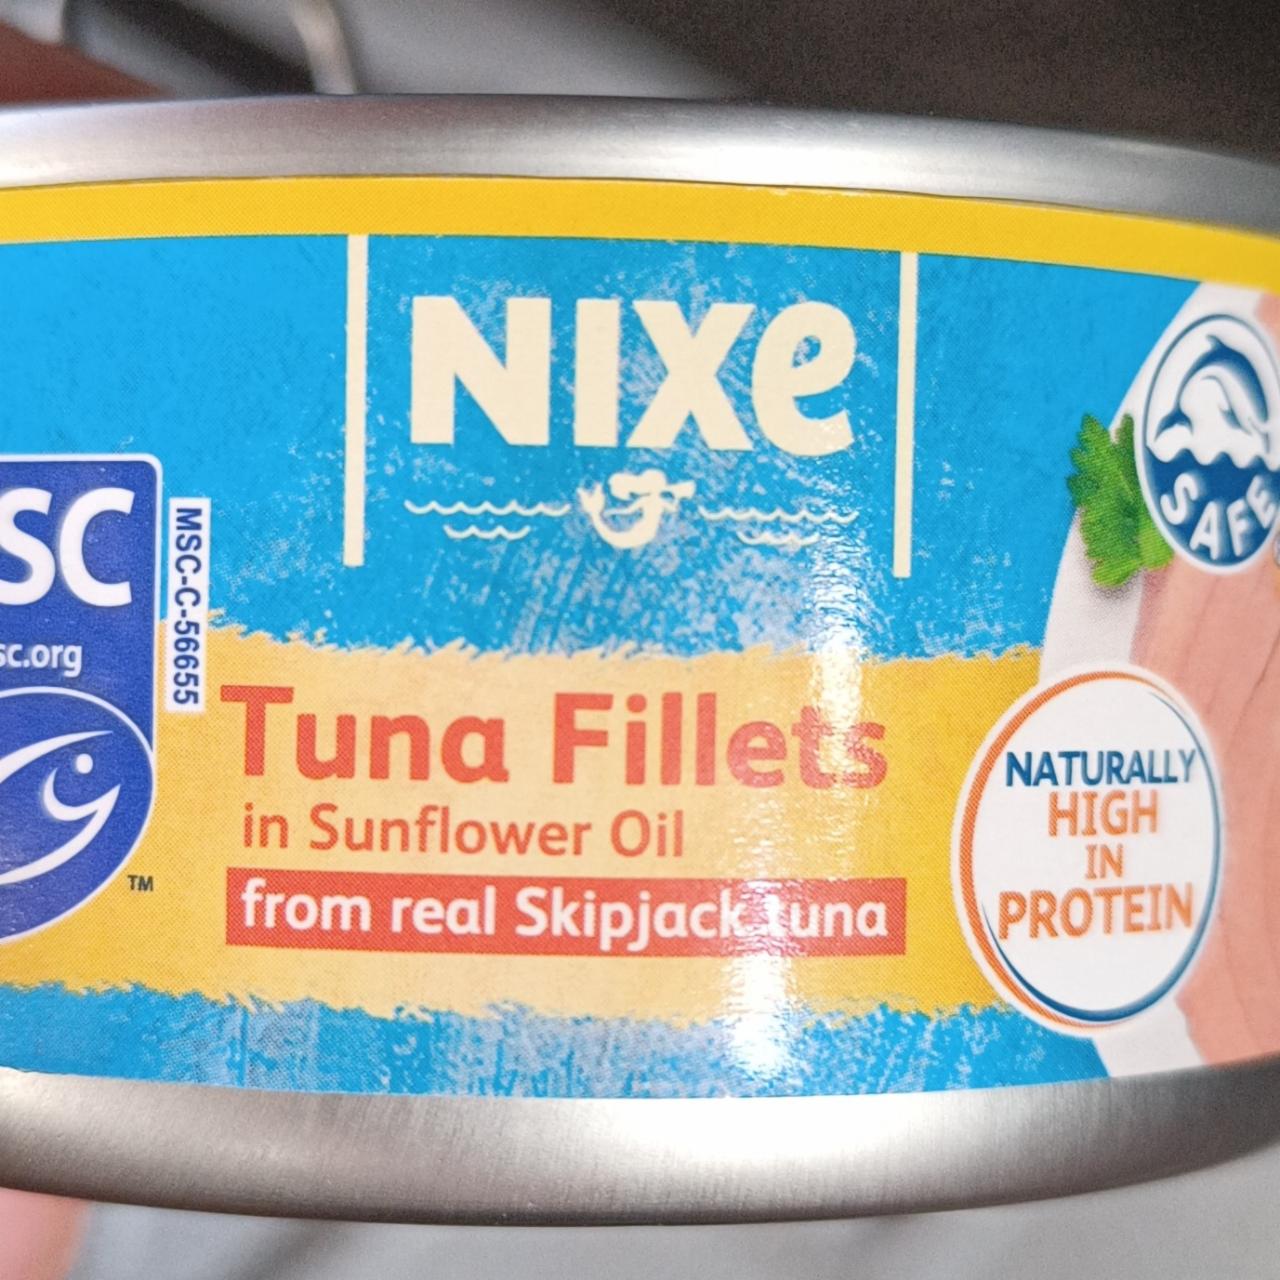 NIXe
SC
sc.org
TM
MSC-C-56655
Tuna Fillets
in Sunflower Oil
from real Skipjack tuna
SAFE
NATURALLY
HIGH
IN
PROTEIN